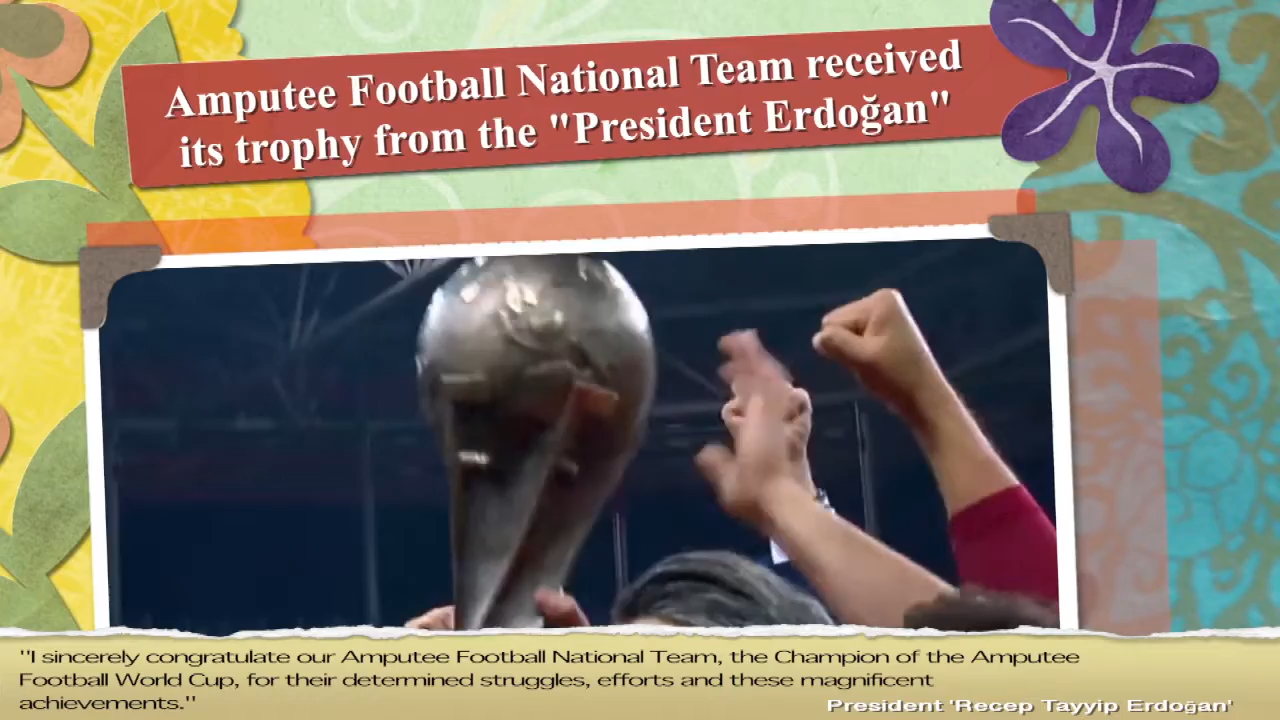 Amputee Football National Team received
its trophy from the "President Erdoğan"
"I sincerely congratulate our Amputee Football National Team, the Champion of the Amputee
Football World Cup, for their determined struggles, efforts and these magnificent
achievements."
President 'Recep Tayyip Erdoğan'